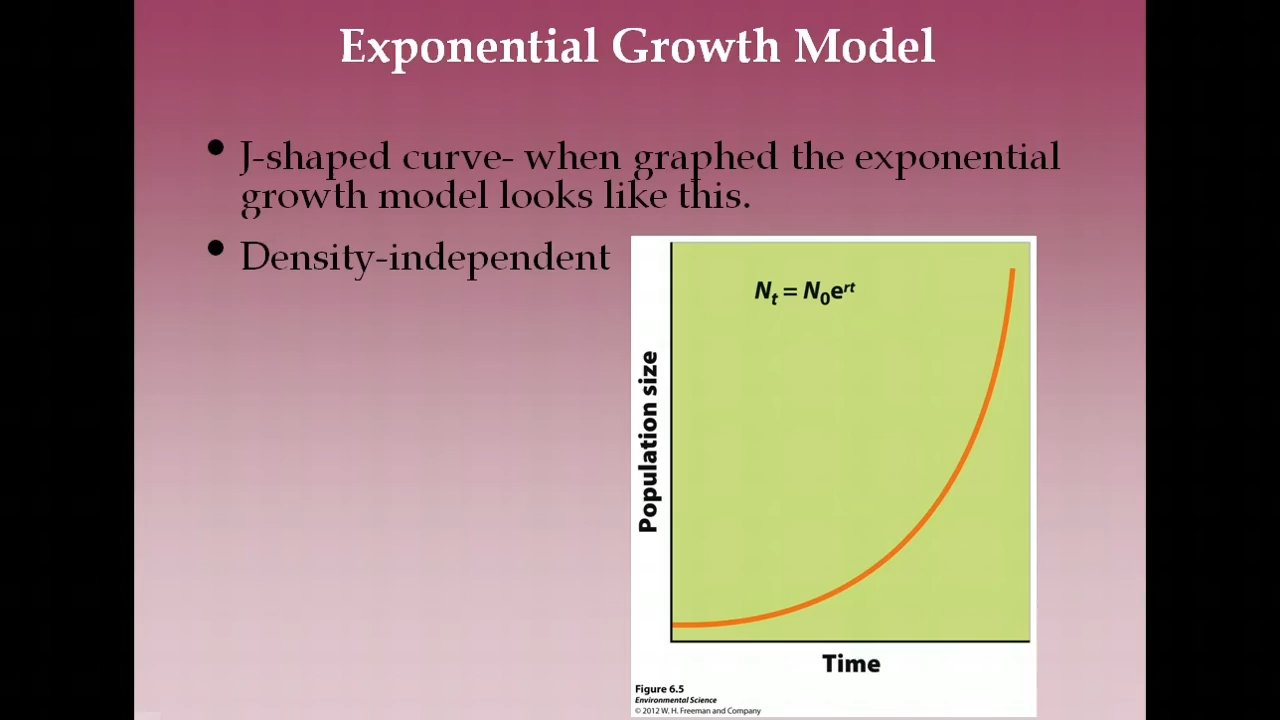 Exponential Growth Model
• J-shaped curve- when graphed the exponential
growth model looks like this.
• Density-independent
Nt = N0ert
Population size
Time
Figure 6.5
Environmental Science
© 2012 W. H. Freeman and Company